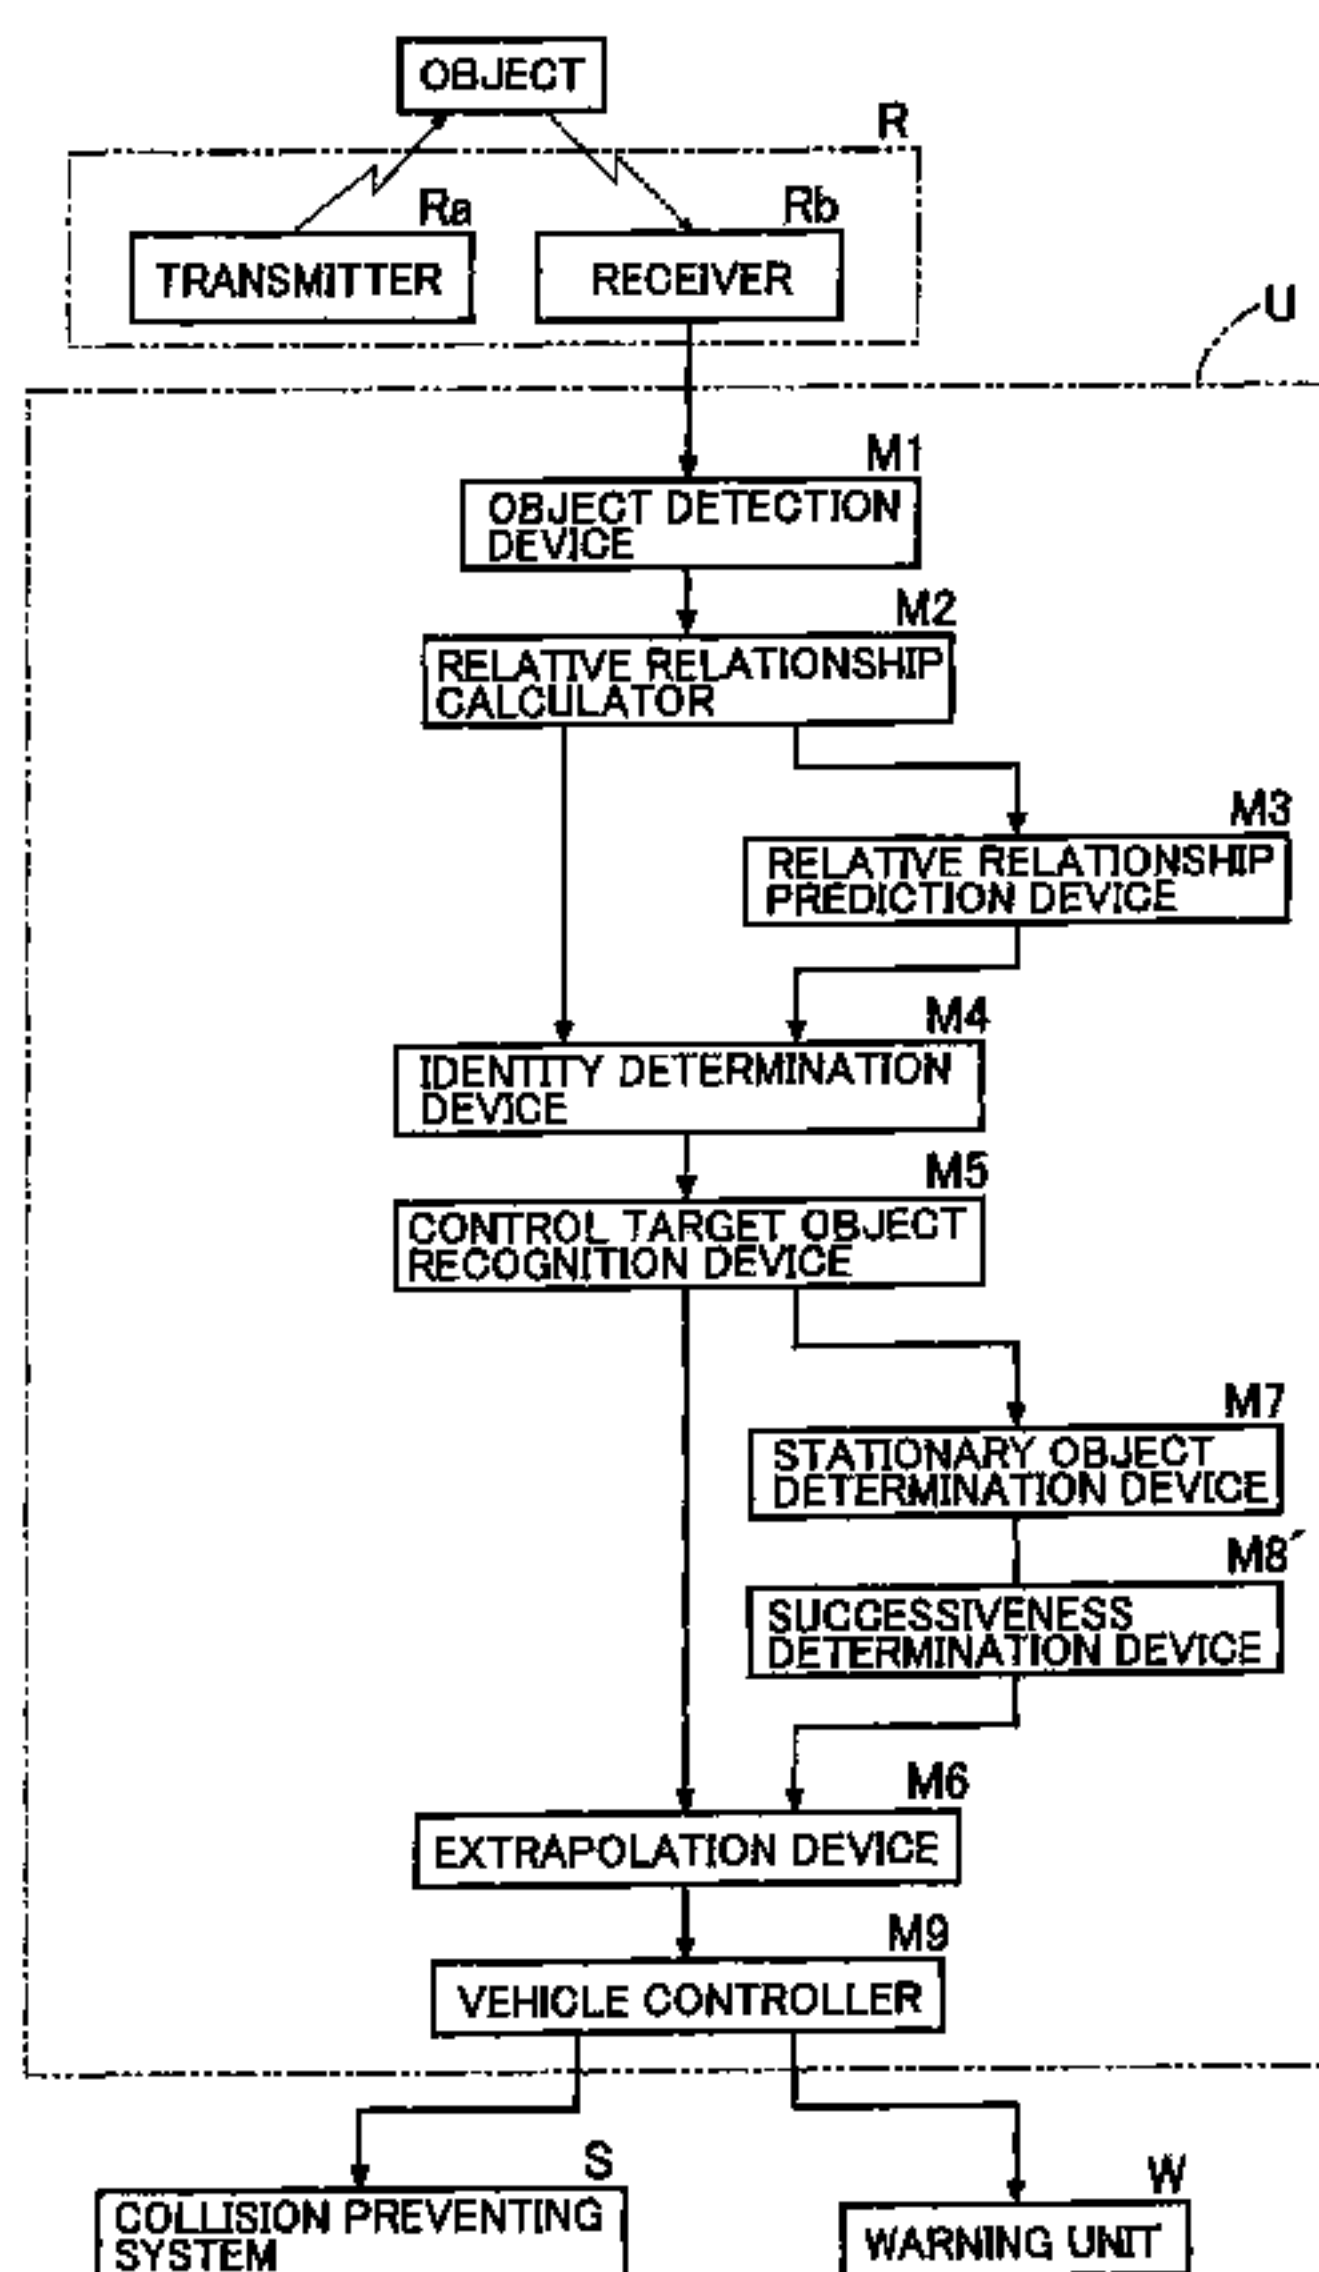 OBJECT
R
Ra
Rb
TRANSMITTER
RECEIVER
U
M1
OBJECT DETECTION
DEVICE
M2
RELATIVE RELATIONSHIP
CALCULATOR
M3
RELATIVE RELATIONSHIP
PREDICTION DEVICE
M4
IDENTITY DETERMINATION
DEVICE
M5
CONTROL TARGET OBJECT
RECOGNITION DEVICE
M7
STATIONARY OBJECT
DETERMINATION DEVICE
M8´
SUCCESSIVENESS
DETERMINATION DEVICE
M6
EXTRAPOLATION DEVICE
M9
VEHICLE CONTROLLER
S
COLLISION PREVENTING
SYSTEM
W
WARNING UNIT